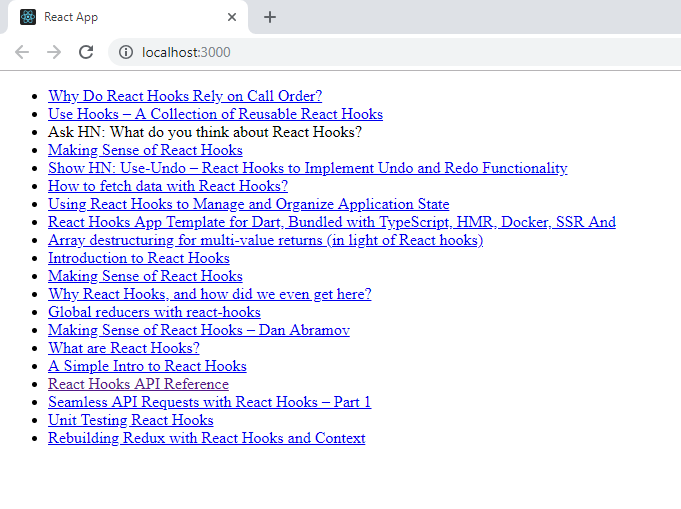 React App
localhost:3000
Why Do React Hooks Rely on Call Order?
Use Hooks – A Collection of Reusable React Hooks
Ask HN: What do you think about React Hooks?
Making Sense of React Hooks
Show HN: Use-Undo – React Hooks to Implement Undo and Redo Functionality
How to fetch data with React Hooks?
Using React Hooks to Manage and Organize Application State
React Hooks App Template for Dart, Bundled with TypeScript, HMR, Docker, SSR And
Array destructuring for multi-value returns (in light of React hooks)
Introduction to React Hooks
Making Sense of React Hooks
Why React Hooks, and how did we even get here?
Global reducers with react-hooks
Making Sense of React Hooks – Dan Abramov
What are React Hooks?
A Simple Intro to React Hooks
React Hooks API Reference
Seamless API Requests with React Hooks – Part 1
Unit Testing React Hooks
Rebuilding Redux with React Hooks and Context